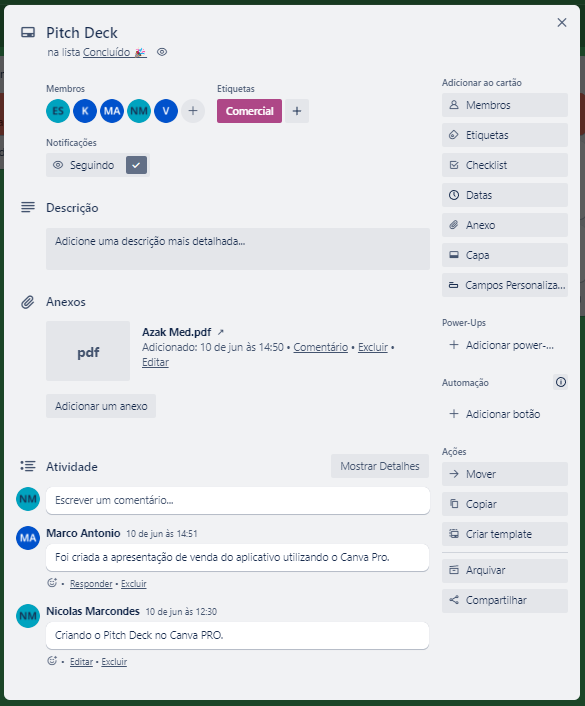 Pitch Deck
na lista Concluído 🎉
Membros
Etiquetas
ES K MA NM V +
Comercial +
Notificações
Seguindo
Descrição
Adicione uma descrição mais detalhada...
Anexos
pdf
Azak Med.pdf ↗
Adicionado: 10 de jun às 14:50 • Comentário • Excluir •
Editar
Adicionar um anexo
Atividade
Mostrar Detalhes
NM
Escrever um comentário...
MA
Marco Antonio 10 de jun às 14:51
Foi criada a apresentação de venda do aplicativo utilizando o Canva Pro.
• Responder • Excluir
NM
Nicolas Marcondes 10 de jun às 12:30
Criando o Pitch Deck no Canva PRO.
• Editar • Excluir
Adicionar ao cartão
Membros
Etiquetas
Checklist
Datas
Anexo
Capa
Campos Personaliza...
Power-Ups
+ Adicionar power-...
Automação
+ Adicionar botão
Ações
Mover
Copiar
Criar template
Arquivar
Compartilhar